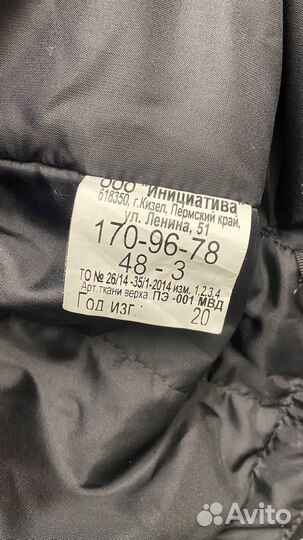 ООО "Инициатива"
618350, г.Кизел, Пермский край,
ул. Ленина, 51
170-96-78
48 - 3
ТО № 26/14 -35/1-2014 изм. 1,2,3,4
Арт.ткани верха ПЭ -001 МВД
Год изг.: 20
Avito